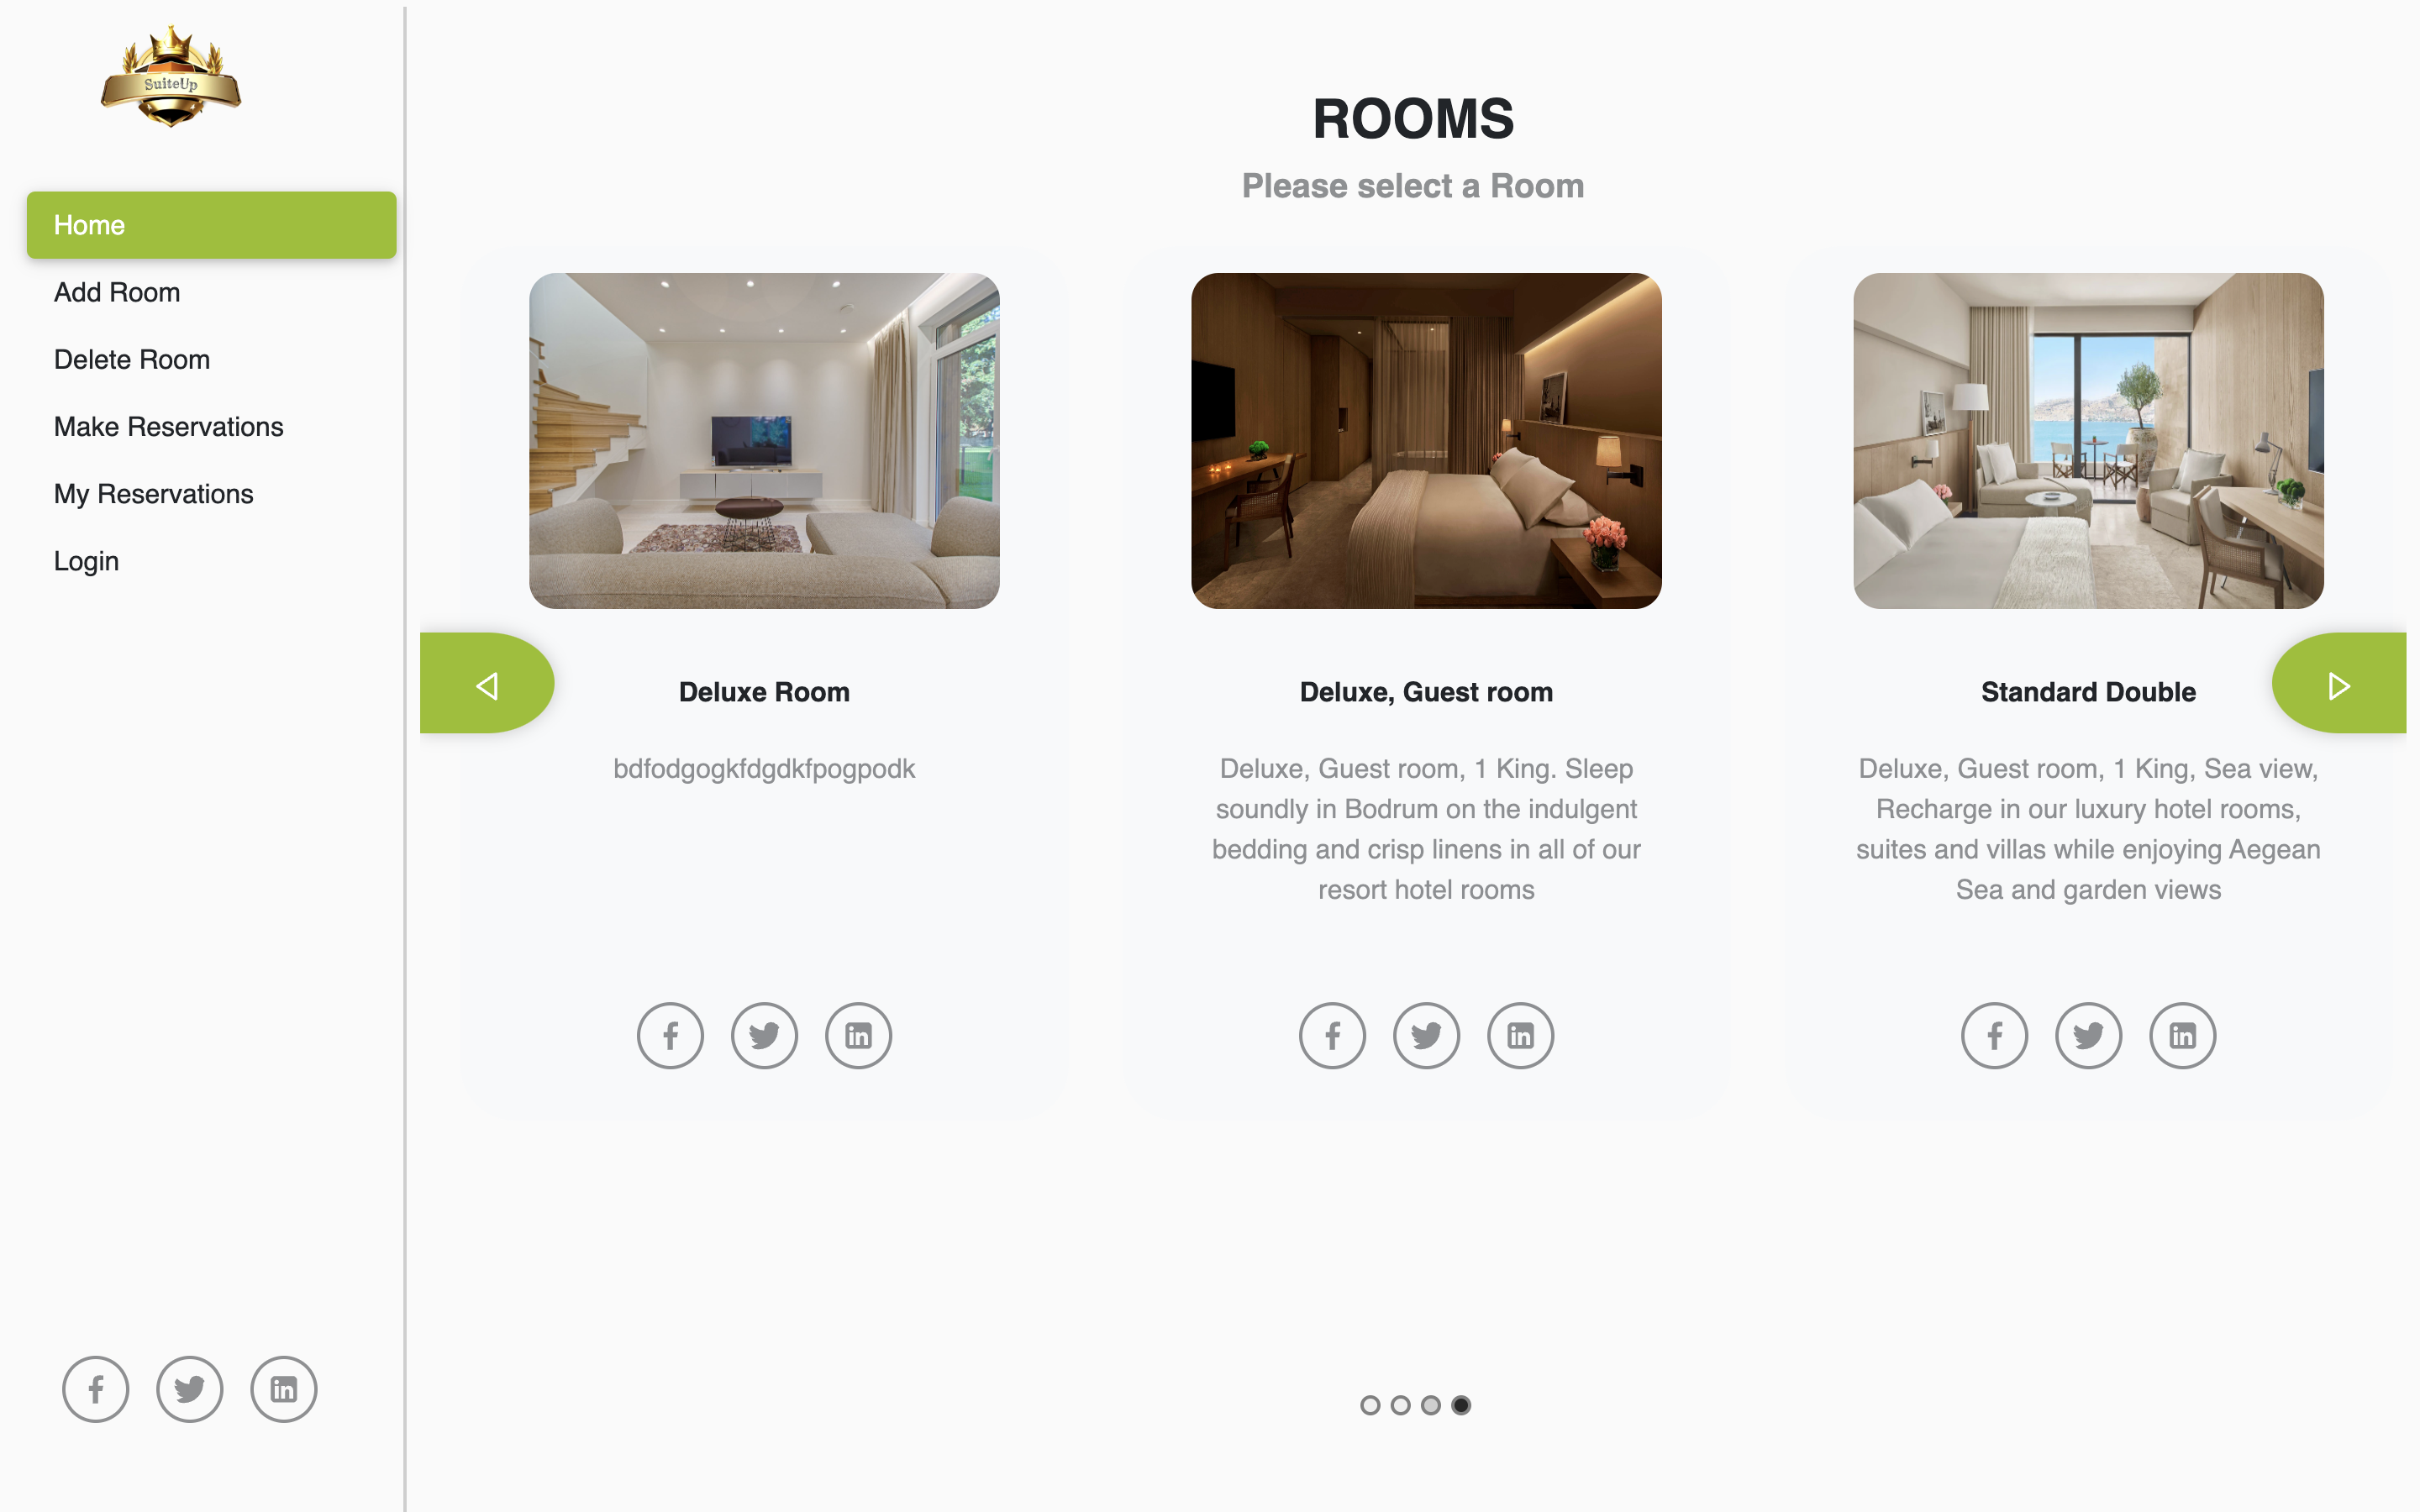 SuiteUp
Home
Add Room
Delete Room
Make Reservations
My Reservations
Login
ROOMS
Please select a Room
Deluxe Room
bdfodgogkfdgdkfpogpodk
Deluxe, Guest room
Deluxe, Guest room, 1 King. Sleep
soundly in Bodrum on the indulgent
bedding and crisp linens in all of our
resort hotel rooms
Standard Double
Deluxe, Guest room, 1 King, Sea view,
Recharge in our luxury hotel rooms,
suites and villas while enjoying Aegean
Sea and garden views